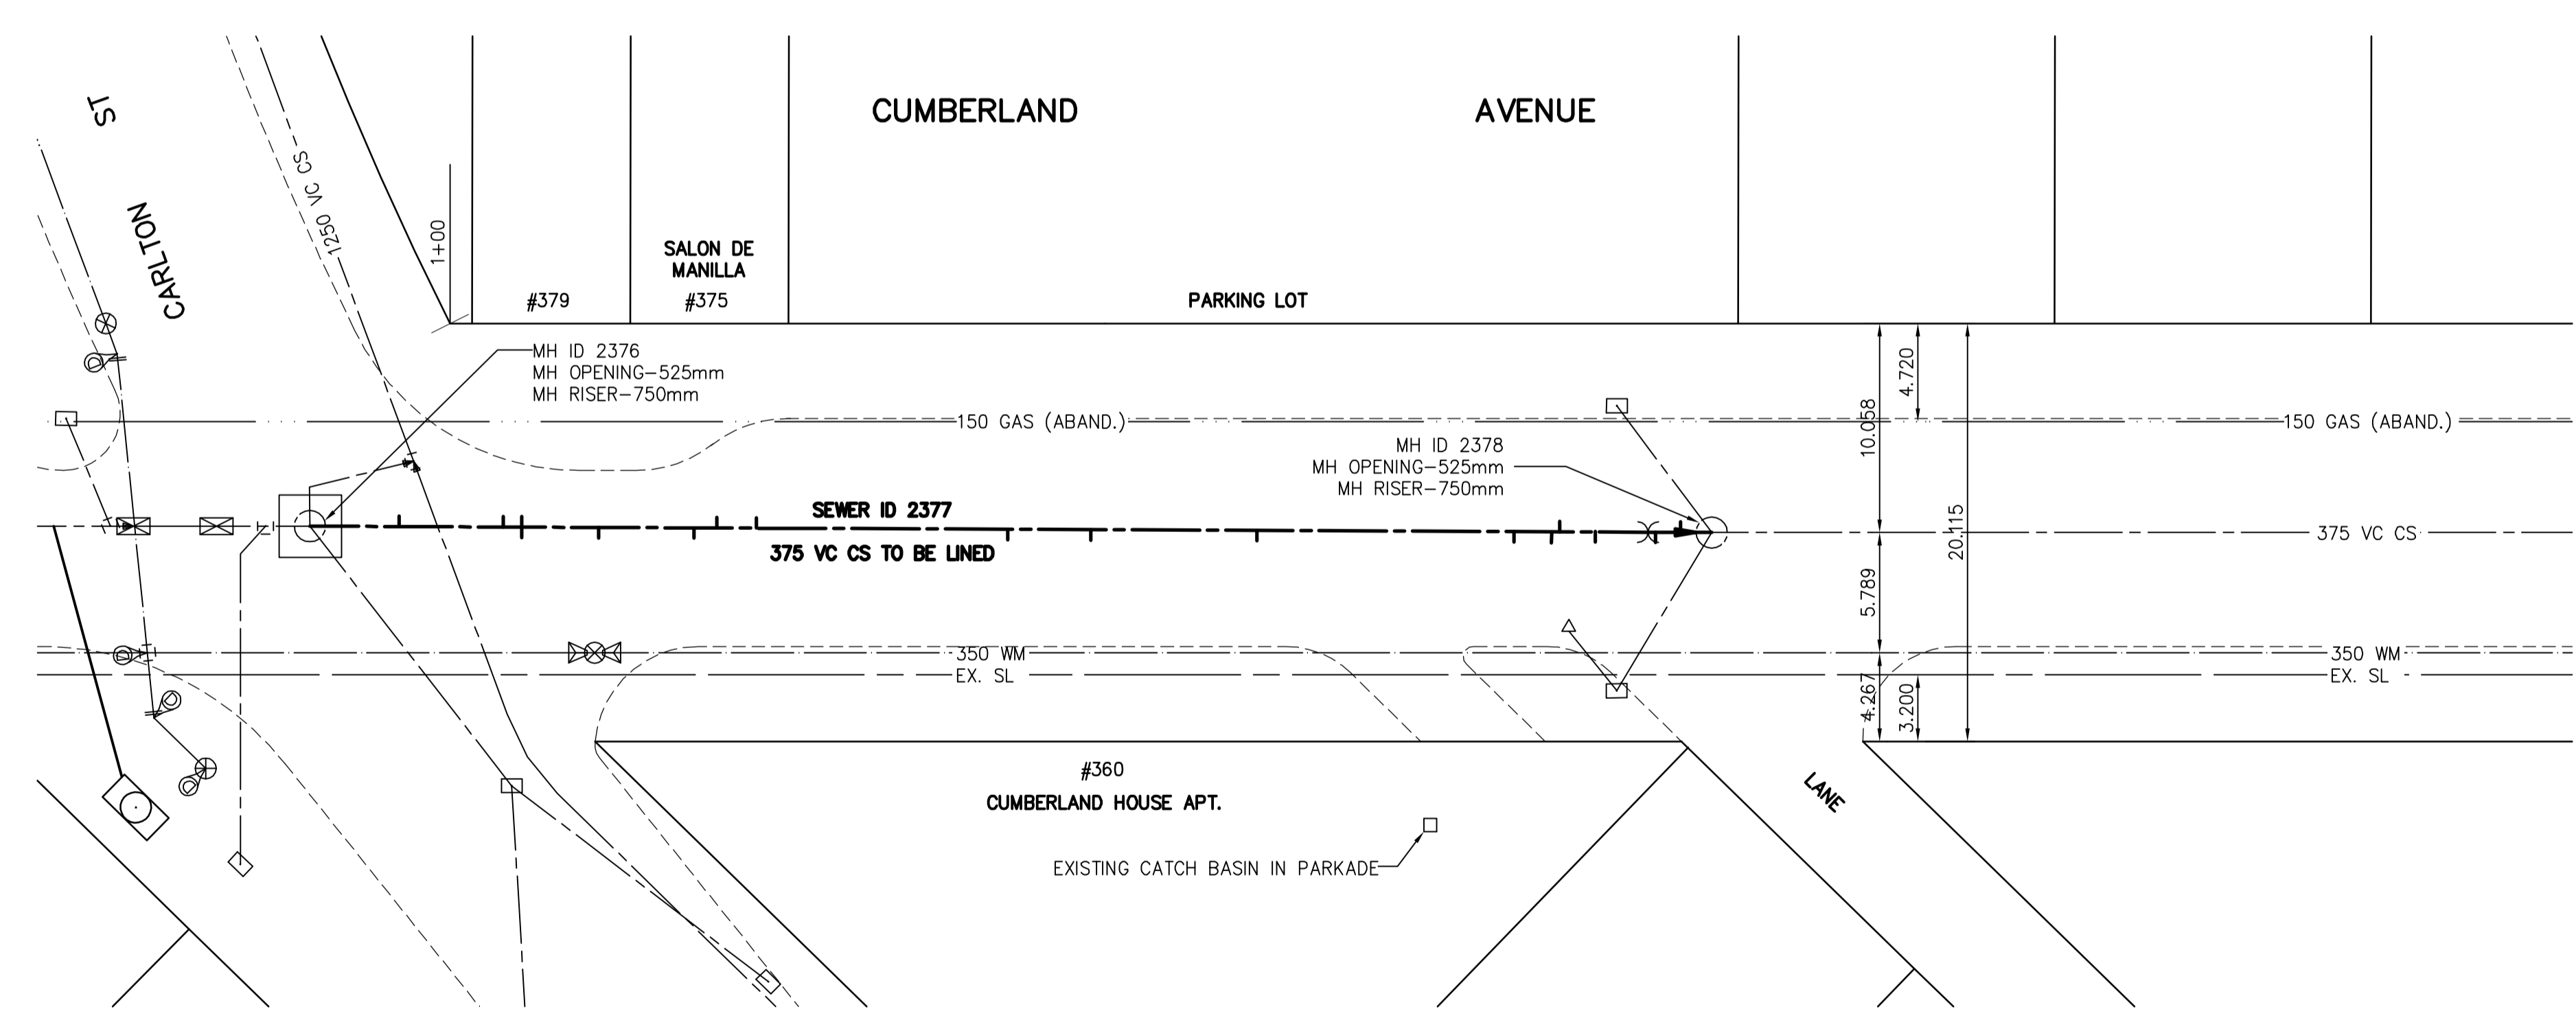 CUMBERLAND AVENUE
CARLTON ST
1250 VC CS
1+00
SALON DE
MANILLA
#379
#375
PARKING LOT
MH ID 2376
MH OPENING-525mm
MH RISER-750mm
150 GAS (ABAND.)
150 GAS (ABAND.)
MH ID 2378
MH OPENING-525mm
MH RISER-750mm
SEWER ID 2377
375 VC CS TO BE LINED
375 VC CS
4.720
10.058
20.115
5.789
4.267
3.200
350 WM
EX. SL
350 WM
EX. SL
#360
CUMBERLAND HOUSE APT.
LANE
EXISTING CATCH BASIN IN PARKADE